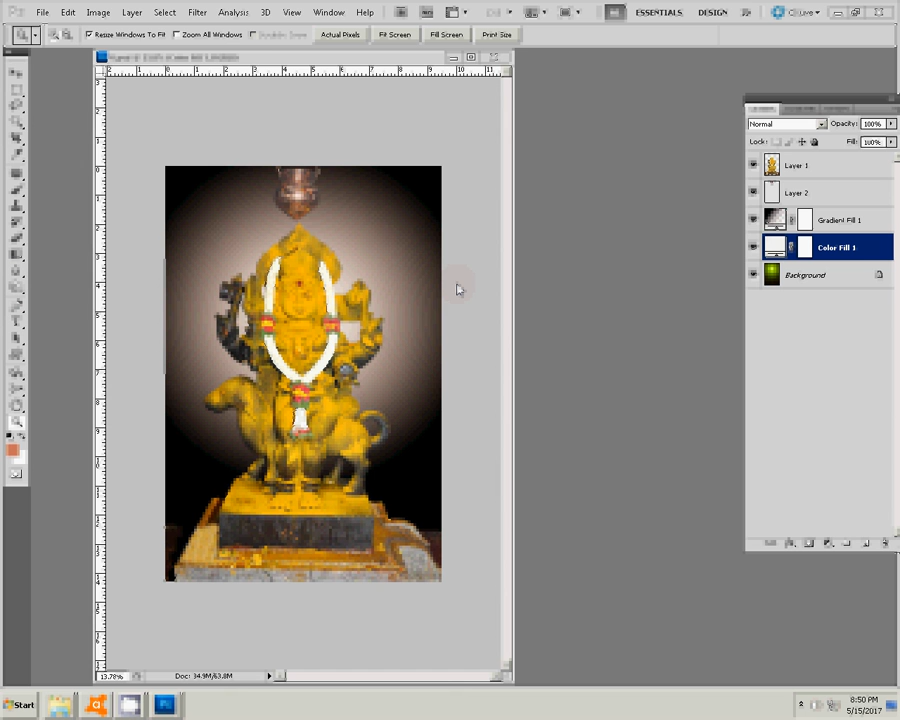 Ps File Edit Image Layer Select Filter Analysis 3D View Window Help ESSENTIALS DESIGN
Resize Windows To Fit Zoom All Windows Actual Pixels Fit Screen Fill Screen Print Size
Normal Opacity: 100%
Lock: Fill: 100%
Layer 1
Layer 2
Gradient Fill 1
Color Fill 1
Background
13.78% Doc: 34.9M/63.8M
Start
8:50 PM
5/15/2017